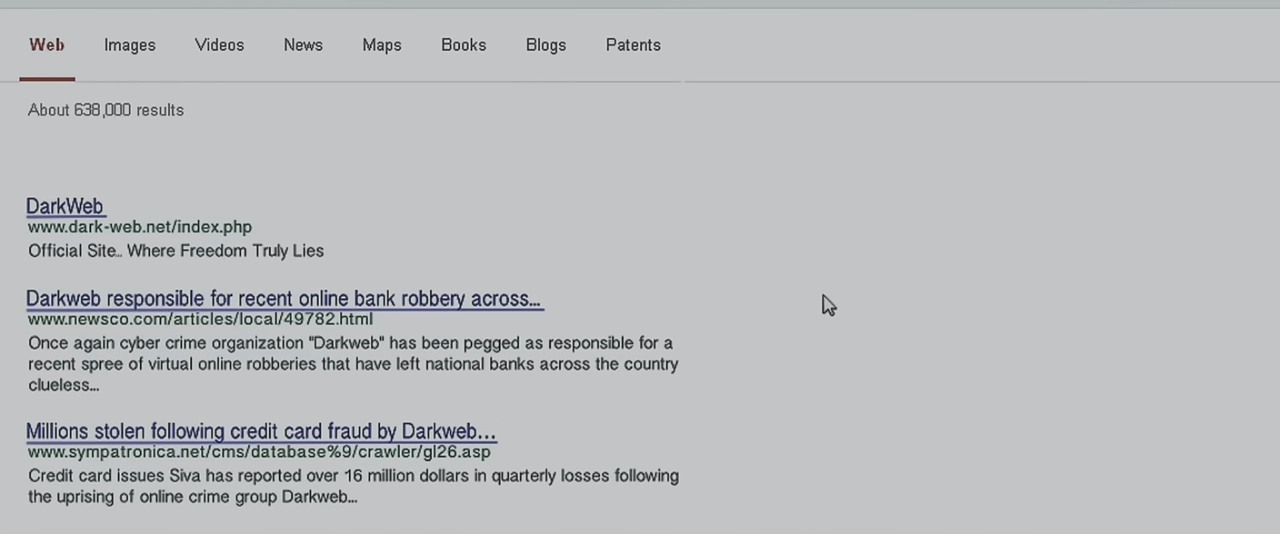 Web Images Videos News Maps Books Blogs Patents
About 638,000 results
DarkWeb
www.dark-web.net/index.php
Official Site.. Where Freedom Truly Lies
Darkweb responsible for recent online bank robbery across...
www.newsco.com/articles/local/49782.html
Once again cyber crime organization "Darkweb" has been pegged as responsible for a
recent spree of virtual online robberies that have left national banks across the country
clueless...
Millions stolen following credit card fraud by Darkweb...
www.sympatronica.net/cms/database%9/crawler/gl26.asp
Credit card issues Siva has reported over 16 million dollars in quarterly losses following
the uprising of online crime group Darkweb...